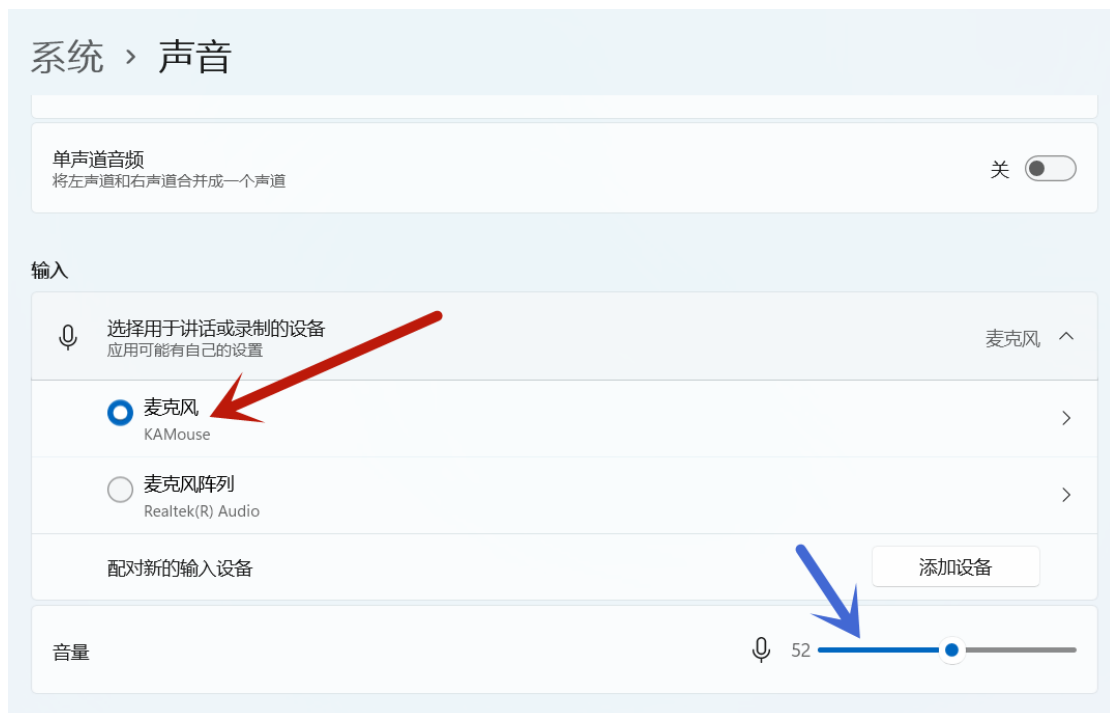 系统 › 声音
单声道音频
将左声道和右声道合并成一个声道
关
输入
选择用于讲话或录制的设备
应用可能有自己的设置
麦克风
麦克风
KAMouse
麦克风阵列
Realtek(R) Audio
配对新的输入设备
添加设备
音量
52